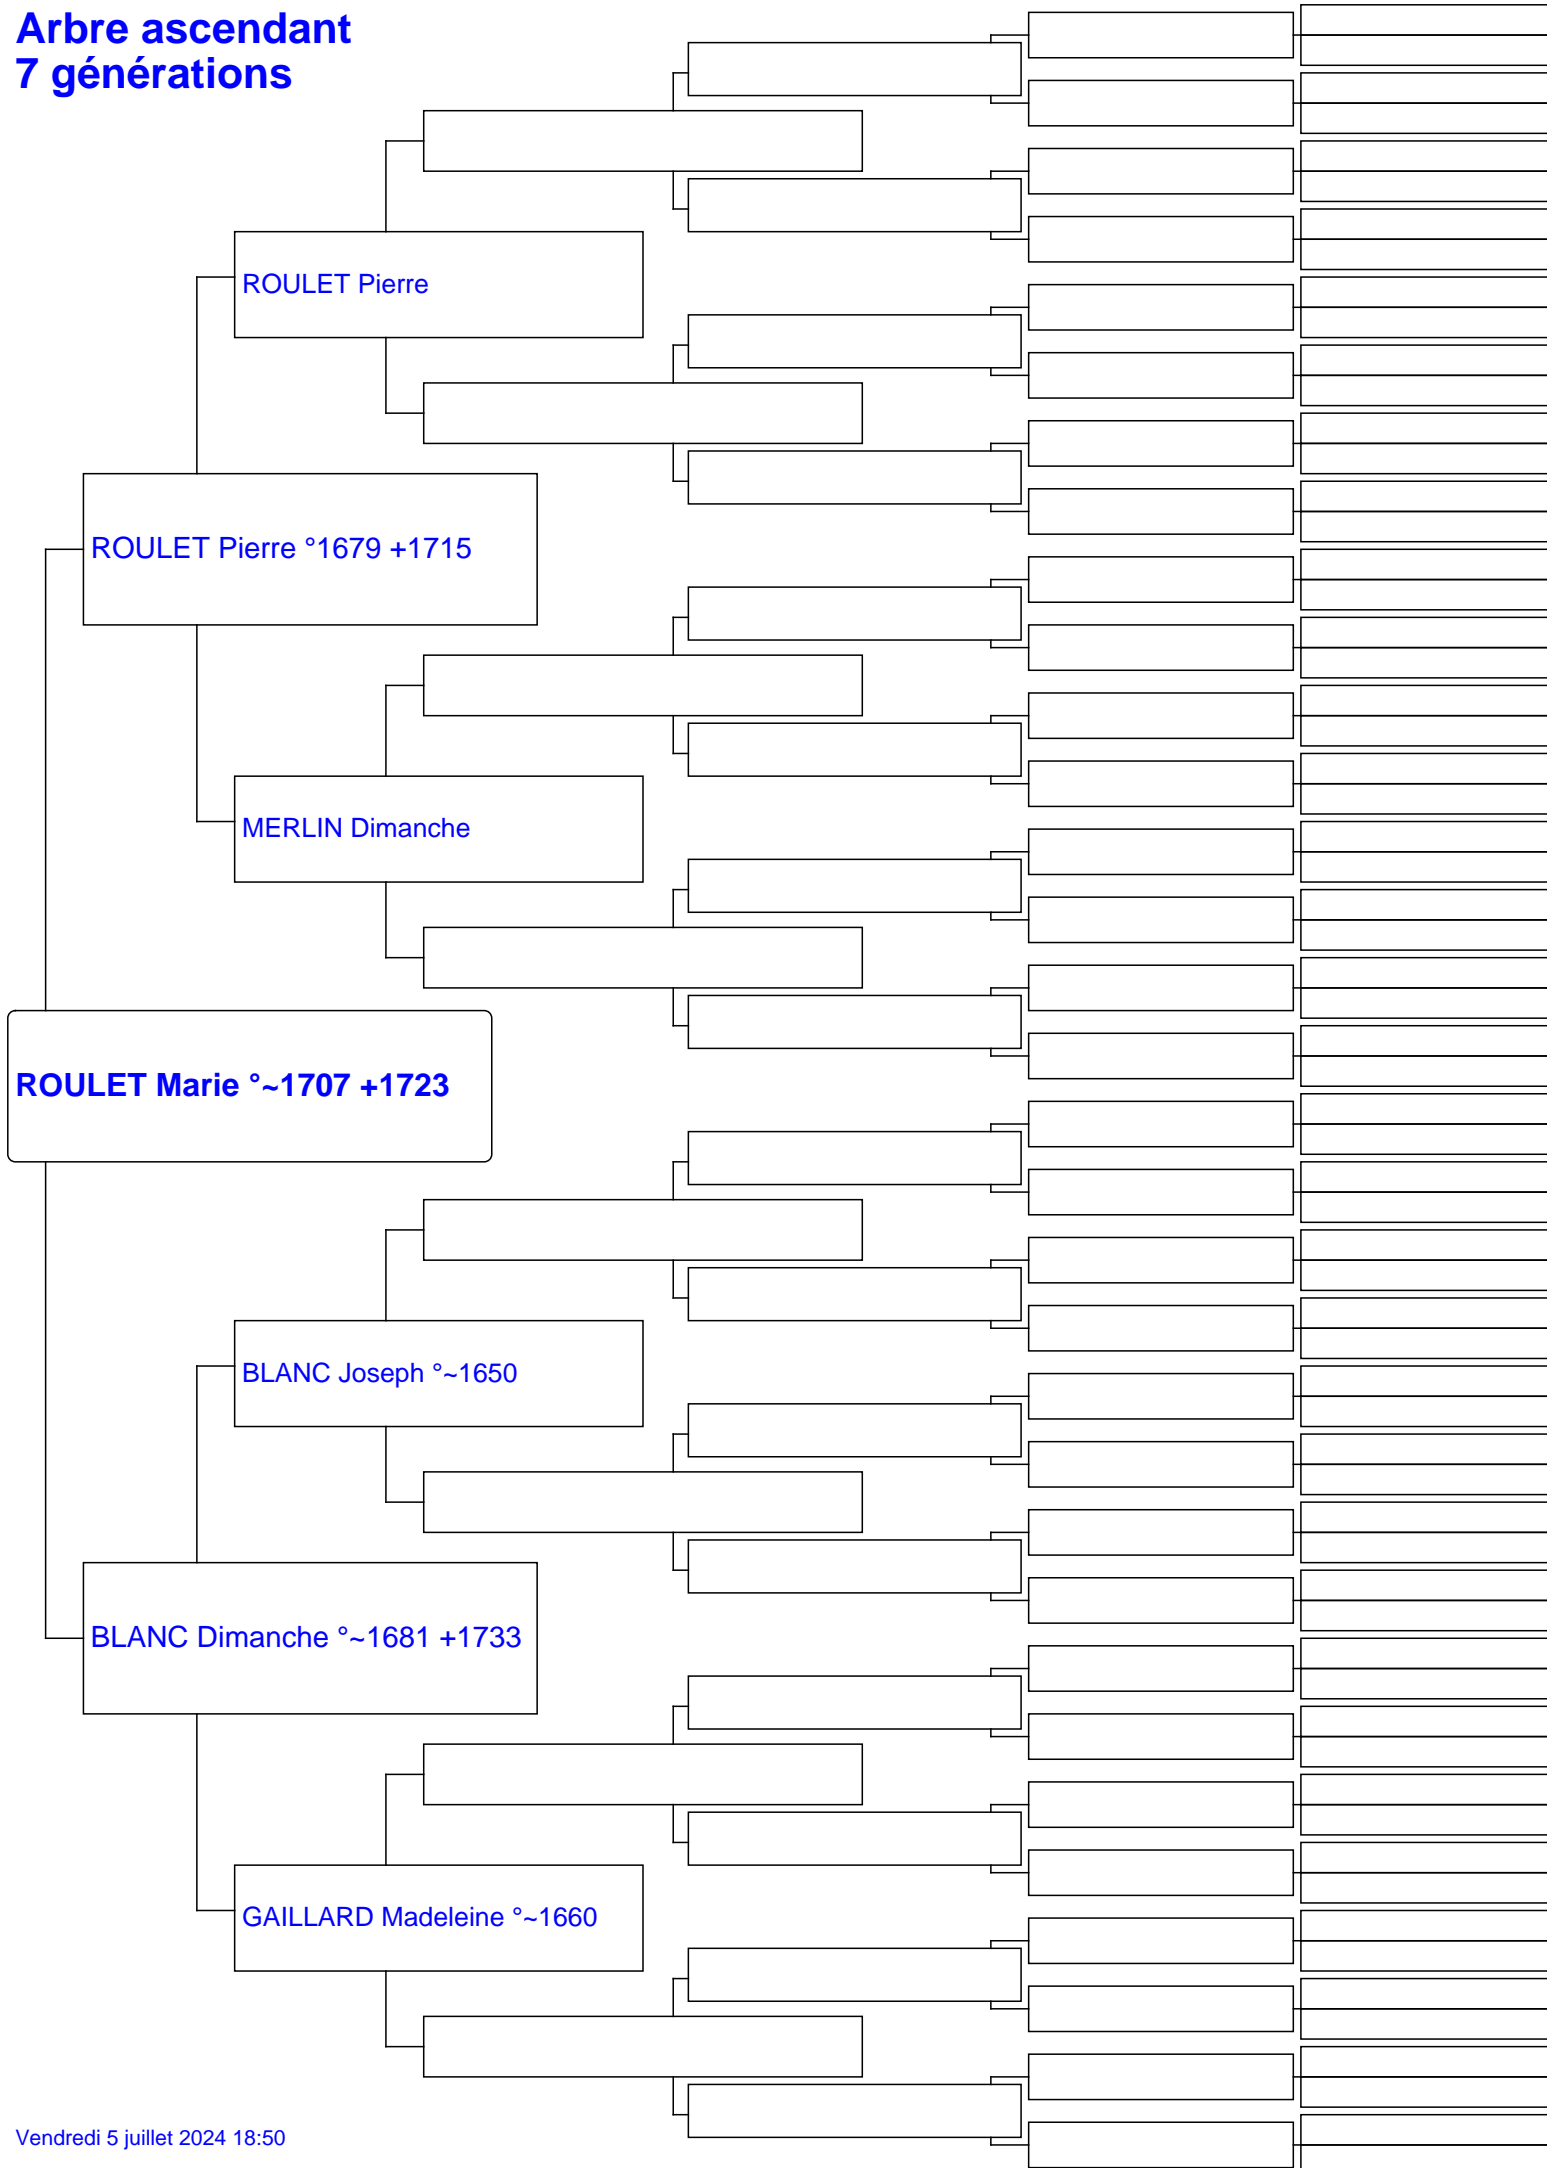 Arbre ascendant
7 générations
ROULET Pierre
ROULET Pierre °1679 +1715
MERLIN Dimanche
ROULET Marie °~1707 +1723
BLANC Joseph °~1650
BLANC Dimanche °~1681 +1733
GAILLARD Madeleine °~1660
Vendredi 5 juillet 2024 18:50